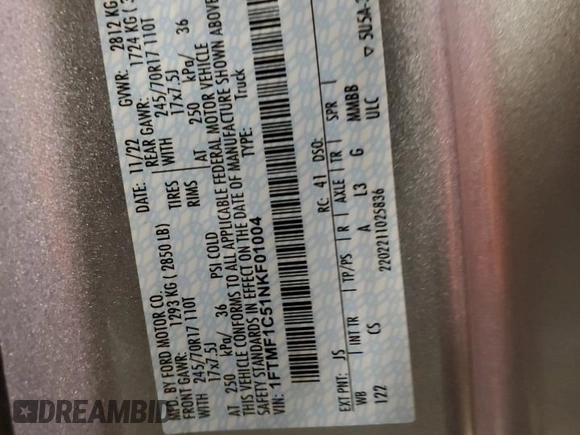 MFD. BY FORD MOTOR CO.
DATE: 11/22 GVWR: 2812 KG
FRONT GAWR: 1293 KG ( 2850 LB) REAR GAWR: 1724 KG (3
WITH 245/70R17 110T TIRES WITH 245/70R17 110T
17x7.5J RIMS 17x7.5J
AT 250 kPa/ 36 PSI COLD AT 250 kPa/ 36
THIS VEHICLE CONFORMS TO ALL APPLICABLE FEDERAL MOTOR VEHICLE
SAFETY STANDARDS IN EFFECT ON THE DATE OF MANUFACTURE SHOWN ABOVE
VIN: 1FTMF1C51NKF01004 TYPE: Truck
EXT PNT: JS RC: 41 DSO:
WB INT TR TP/PS R AXLE TR SPR
122 CS A L3 G MMBB
2202211025836 ULC
▽ 5U5A-
DREAMBID